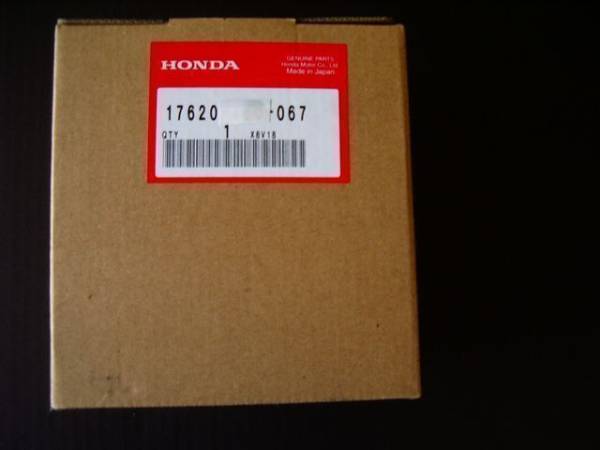 HONDA
GENUINE PARTS
Honda Motor Co., Ltd.
Made in Japan
17620 -067
QTY 1 X8V18